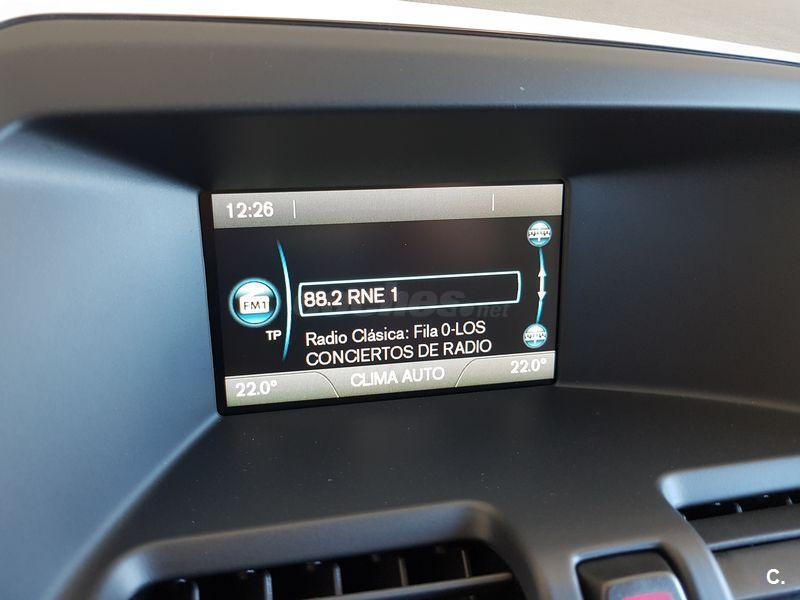 12:26
FM1
TP
88.2 RNE 1
Radio Clásica: Fila 0-LOS
CONCIERTOS DE RADIO
22.0°
CLIMA AUTO
22.0°
C.